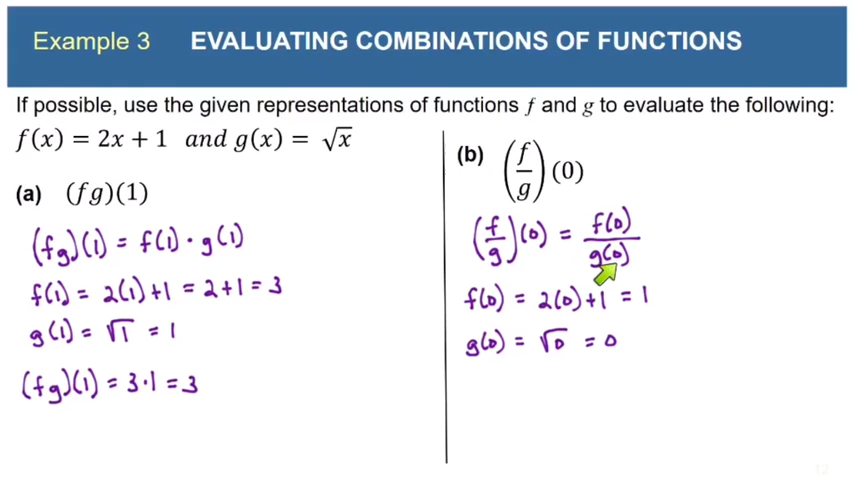 Example 3 EVALUATING COMBINATIONS OF FUNCTIONS
If possible, use the given representations of functions f and g to evaluate the following:
f(x) = 2x + 1 and g(x) = √x
(a) (fg)(1)
(fg)(1) = f(1) · g(1)
f(1) = 2(1)+1 = 2+1 = 3
g(1) = √1 = 1
(fg)(1) = 3·1 = 3
(b) (f/g)(0)
(f/g)(0) = f(0)/g(0)
f(0) = 2(0)+1 = 1
g(0) = √0 = 0
12